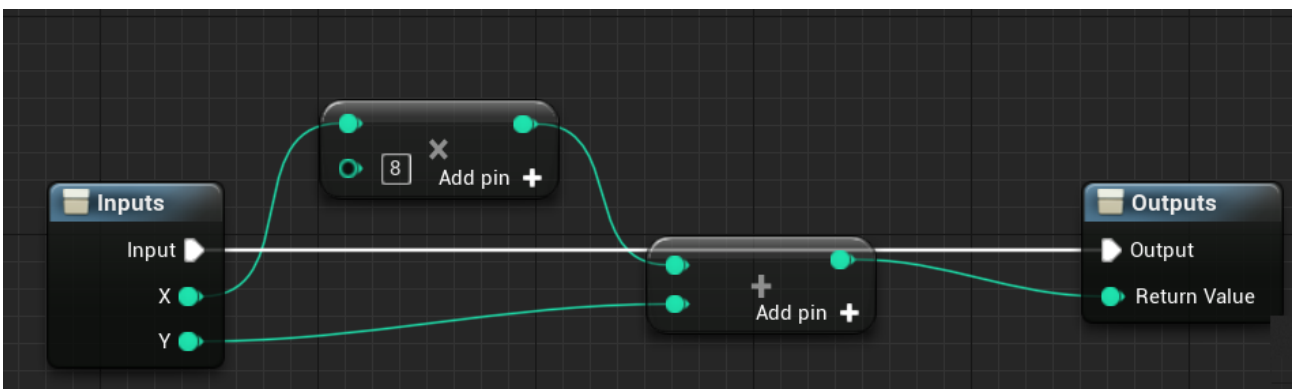 Inputs
Input
X
Y
8
×
Add pin +
+
Add pin +
Outputs
Output
Return Value